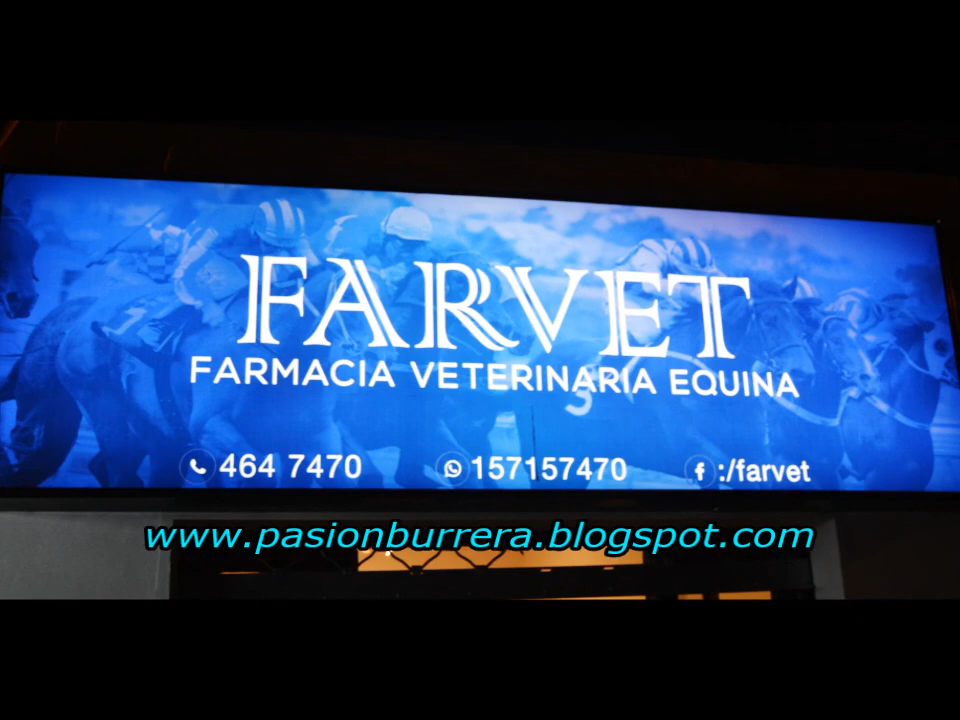 FARVET
FARMACIA VETERINARIA EQUINA
464 7470 157157470 :/farvet
www.pasionburrera.blogspot.com